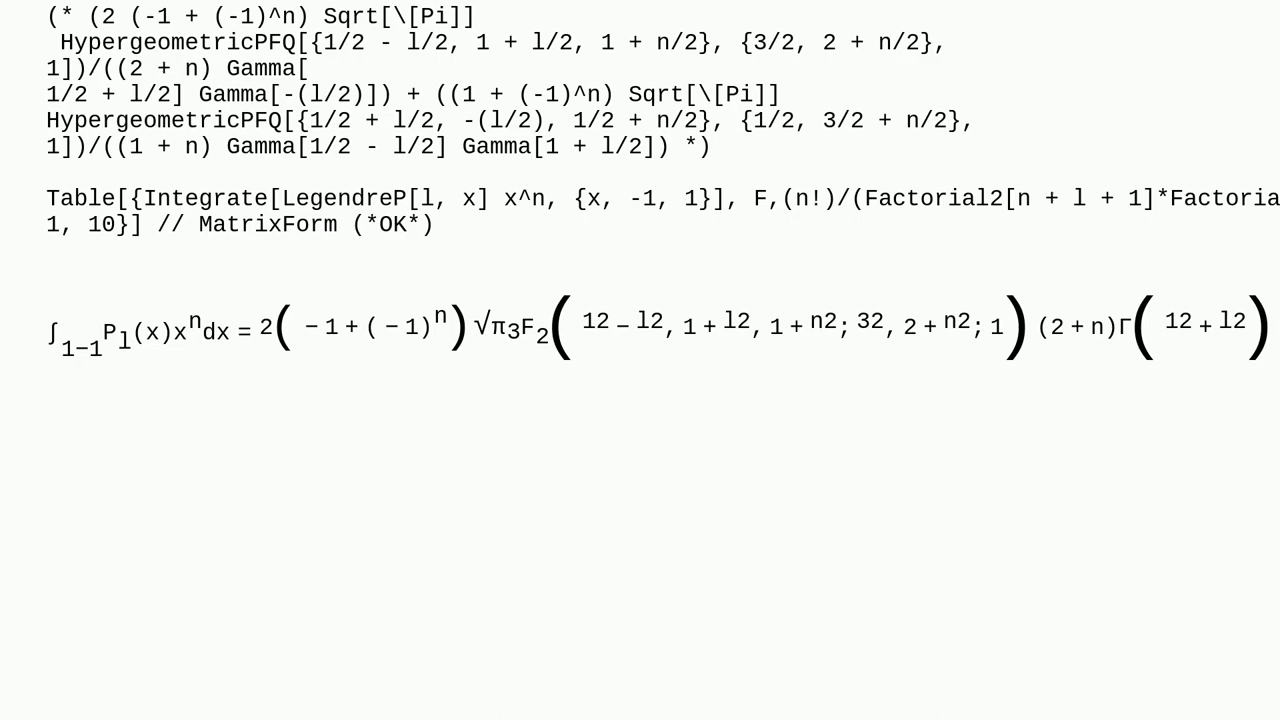 (* (2 (-1 + (-1)^n) Sqrt[\[Pi]]
HypergeometricPFQ[{1/2 - l/2, 1 + l/2, 1 + n/2}, {3/2, 2 + n/2},
1])/((2 + n) Gamma[
1/2 + l/2] Gamma[-(l/2)]) + ((1 + (-1)^n) Sqrt[\[Pi]]
HypergeometricPFQ[{1/2 + l/2, -(l/2), 1/2 + n/2}, {1/2, 3/2 + n/2},
1])/((1 + n) Gamma[1/2 - l/2] Gamma[1 + l/2]) *)
Table[{Integrate[LegendreP[l, x] x^n, {x, -1, 1}], F,(n!)/(Factorial2[n + l + 1]*Factoria
1, 10}] // MatrixForm (*OK*)
∫1−1Pl(x)xndx = 2( − 1 + ( − 1)n)√π3F2( 12 − l2, 1 + l2, 1 + n2; 32, 2 + n2; 1) (2 + n)Γ( 12 + l2)